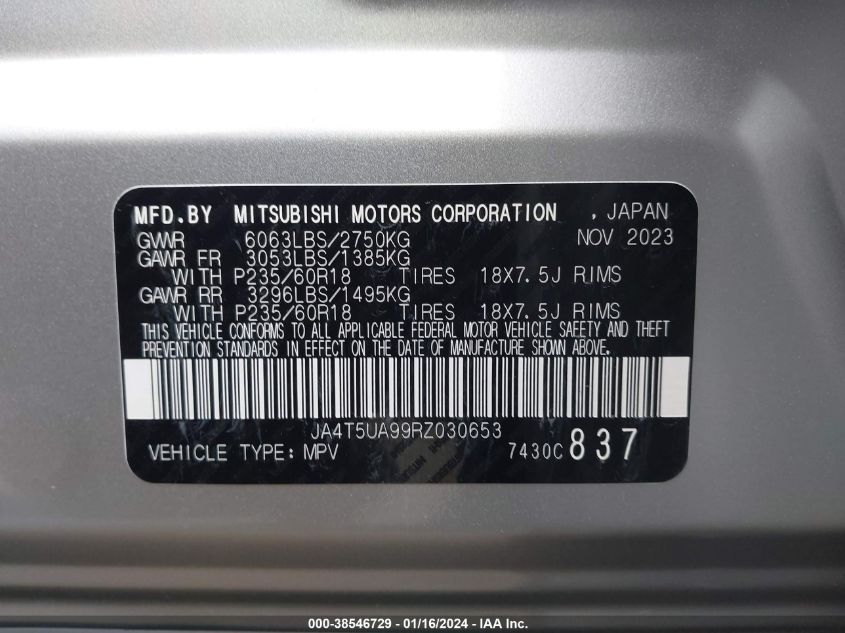 MFD.BY MITSUBISHI MOTORS CORPORATION , JAPAN
GVWR 6063LBS/2750KG NOV 2023
GAWR FR 3053LBS/1385KG
WITH P235/60R18 TIRES 18X7.5J RIMS
GAWR RR 3296LBS/1495KG
WITH P235/60R18 TIRES 18X7.5J RIMS
THIS VEHICLE CONFORMS TO ALL APPLICABLE FEDERAL MOTOR VEHICLE SAFETY AND THEFT
PREVENTION STANDARDS IN EFFECT ON THE DATE OF MANUFACTURE SHOWN ABOVE.
JA4T5UA99RZ030653
VEHICLE TYPE: MPV 7430C 837
000-38546729 - 01/16/2024 - IAA Inc.